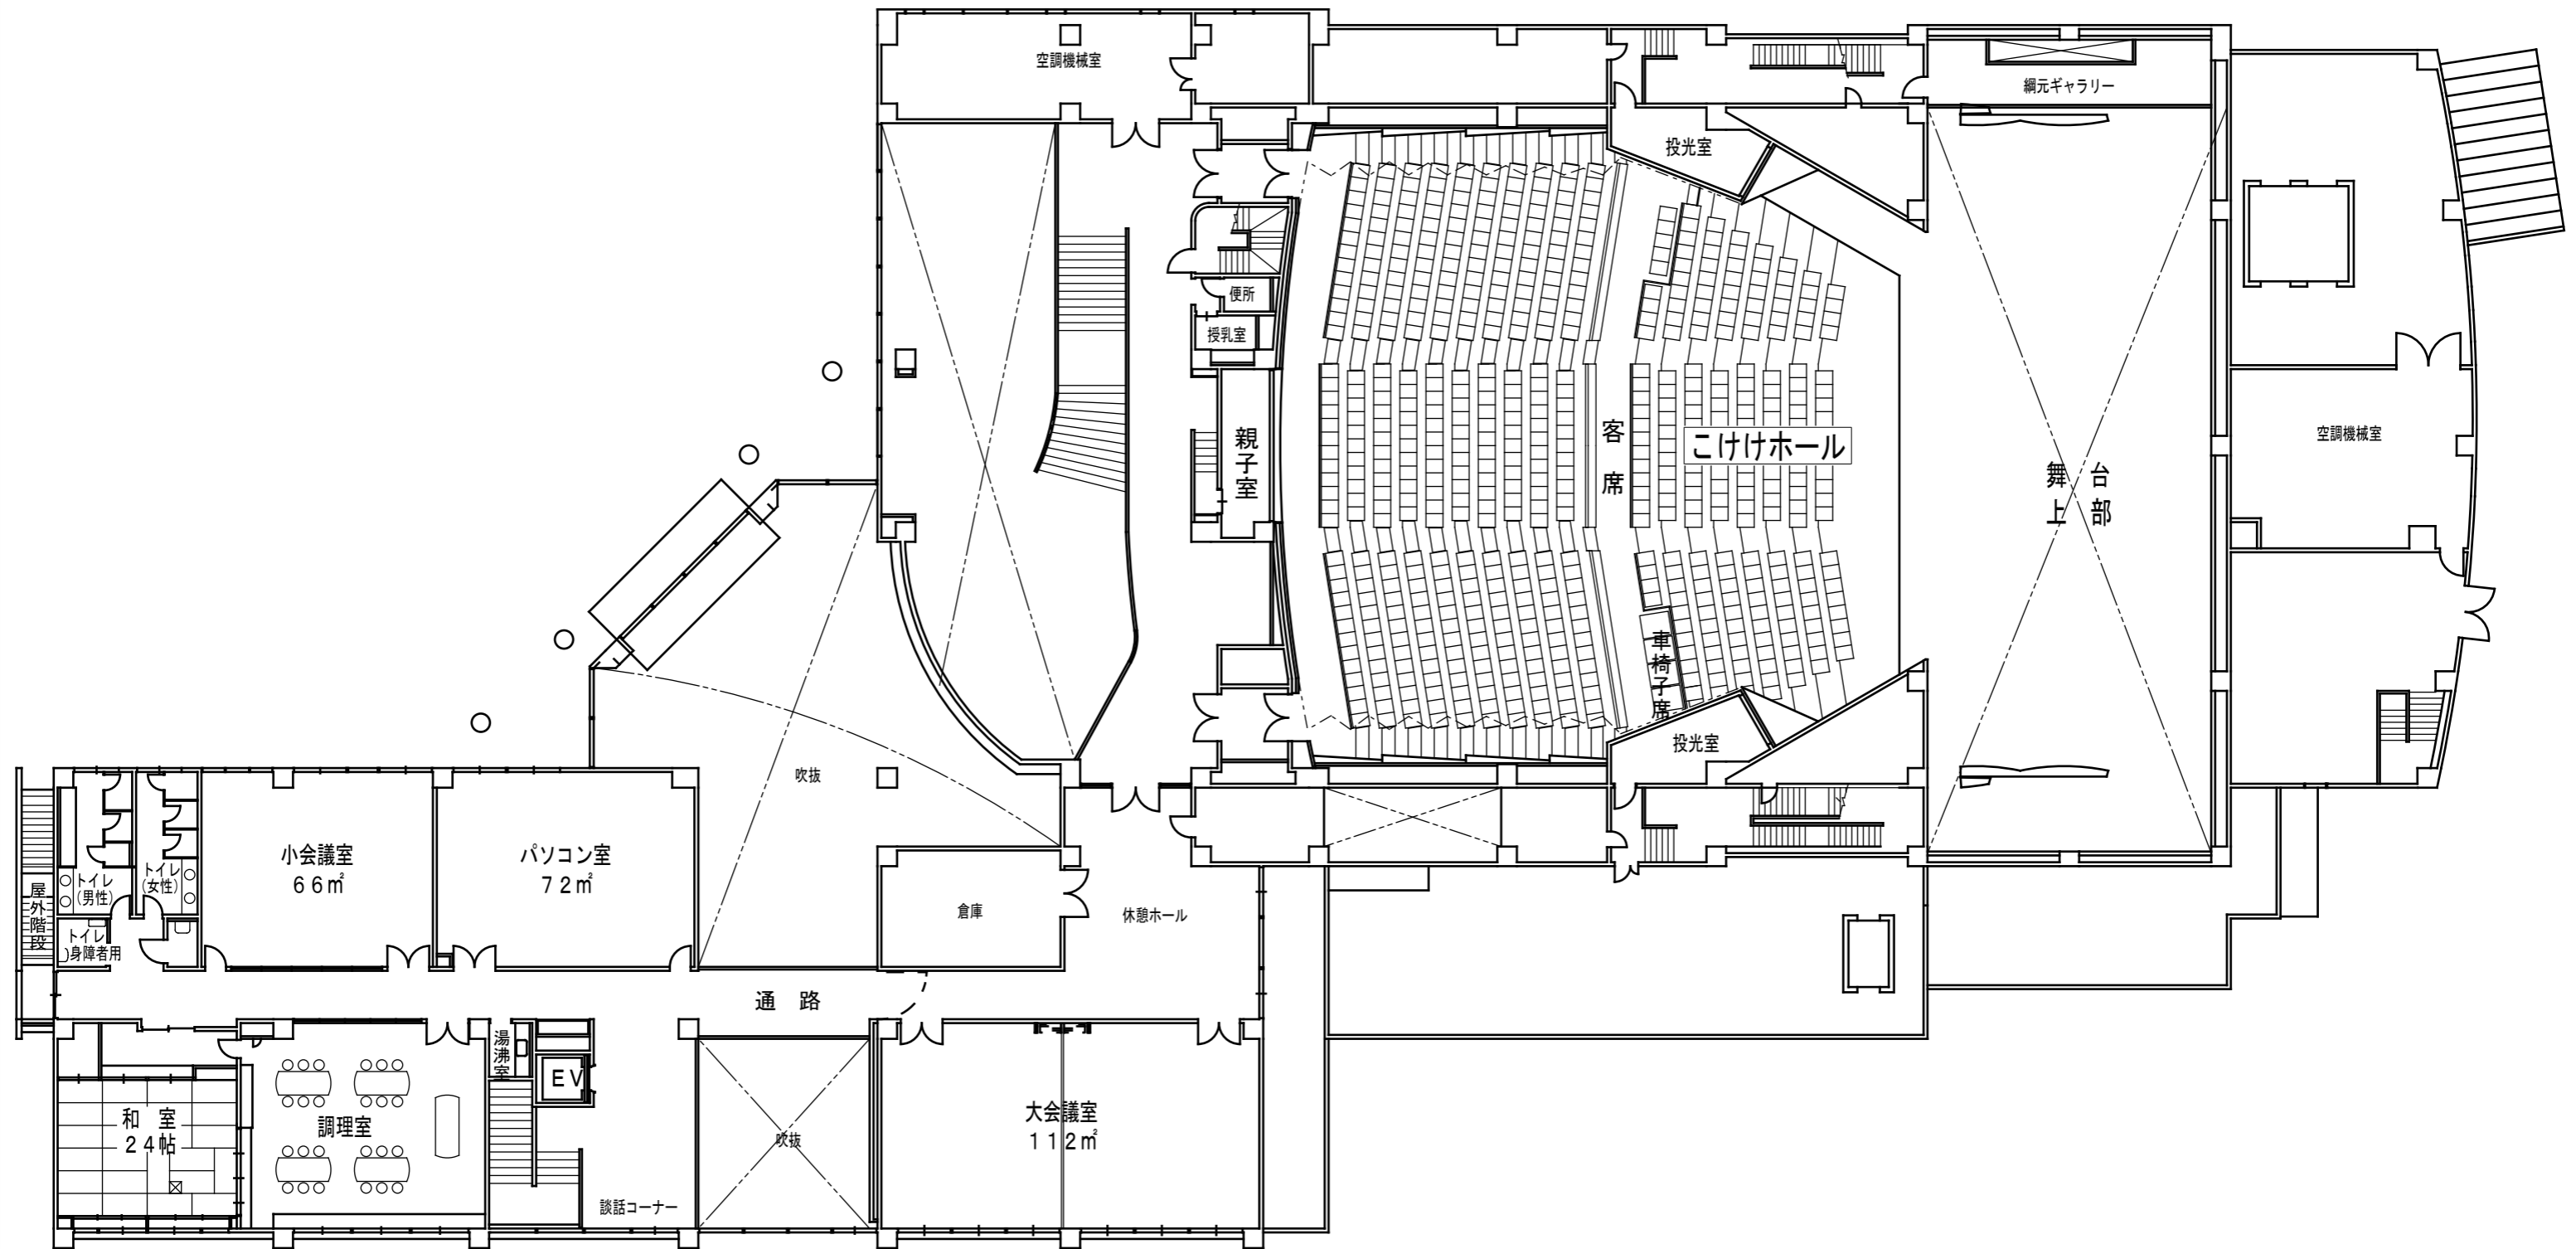 空調機械室
綱元ギャラリー
投光室
便所
授乳室
親子室
客席
こけけホール
舞台
上部
空調機械室
車椅子席
投光室
吹抜
小会議室
66㎡
パソコン室
72㎡
トイレ
(男性)
トイレ
(女性)
屋外階段
トイレ
身障者用
倉庫
休憩ホール
通路
湯沸室
EV
和室
24帖
調理室
談話コーナー
吹抜
大会議室
112㎡